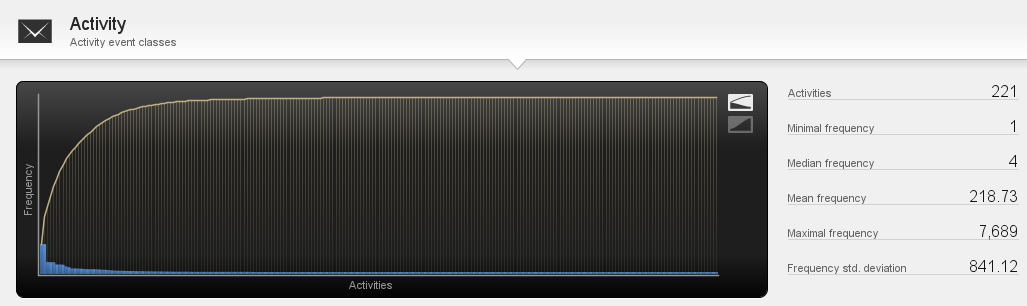 Activity
Activity event classes
Frequency
Activities
Activities 221
Minimal frequency 1
Median frequency 4
Mean frequency 218.73
Maximal frequency 7,689
Frequency std. deviation 841.12